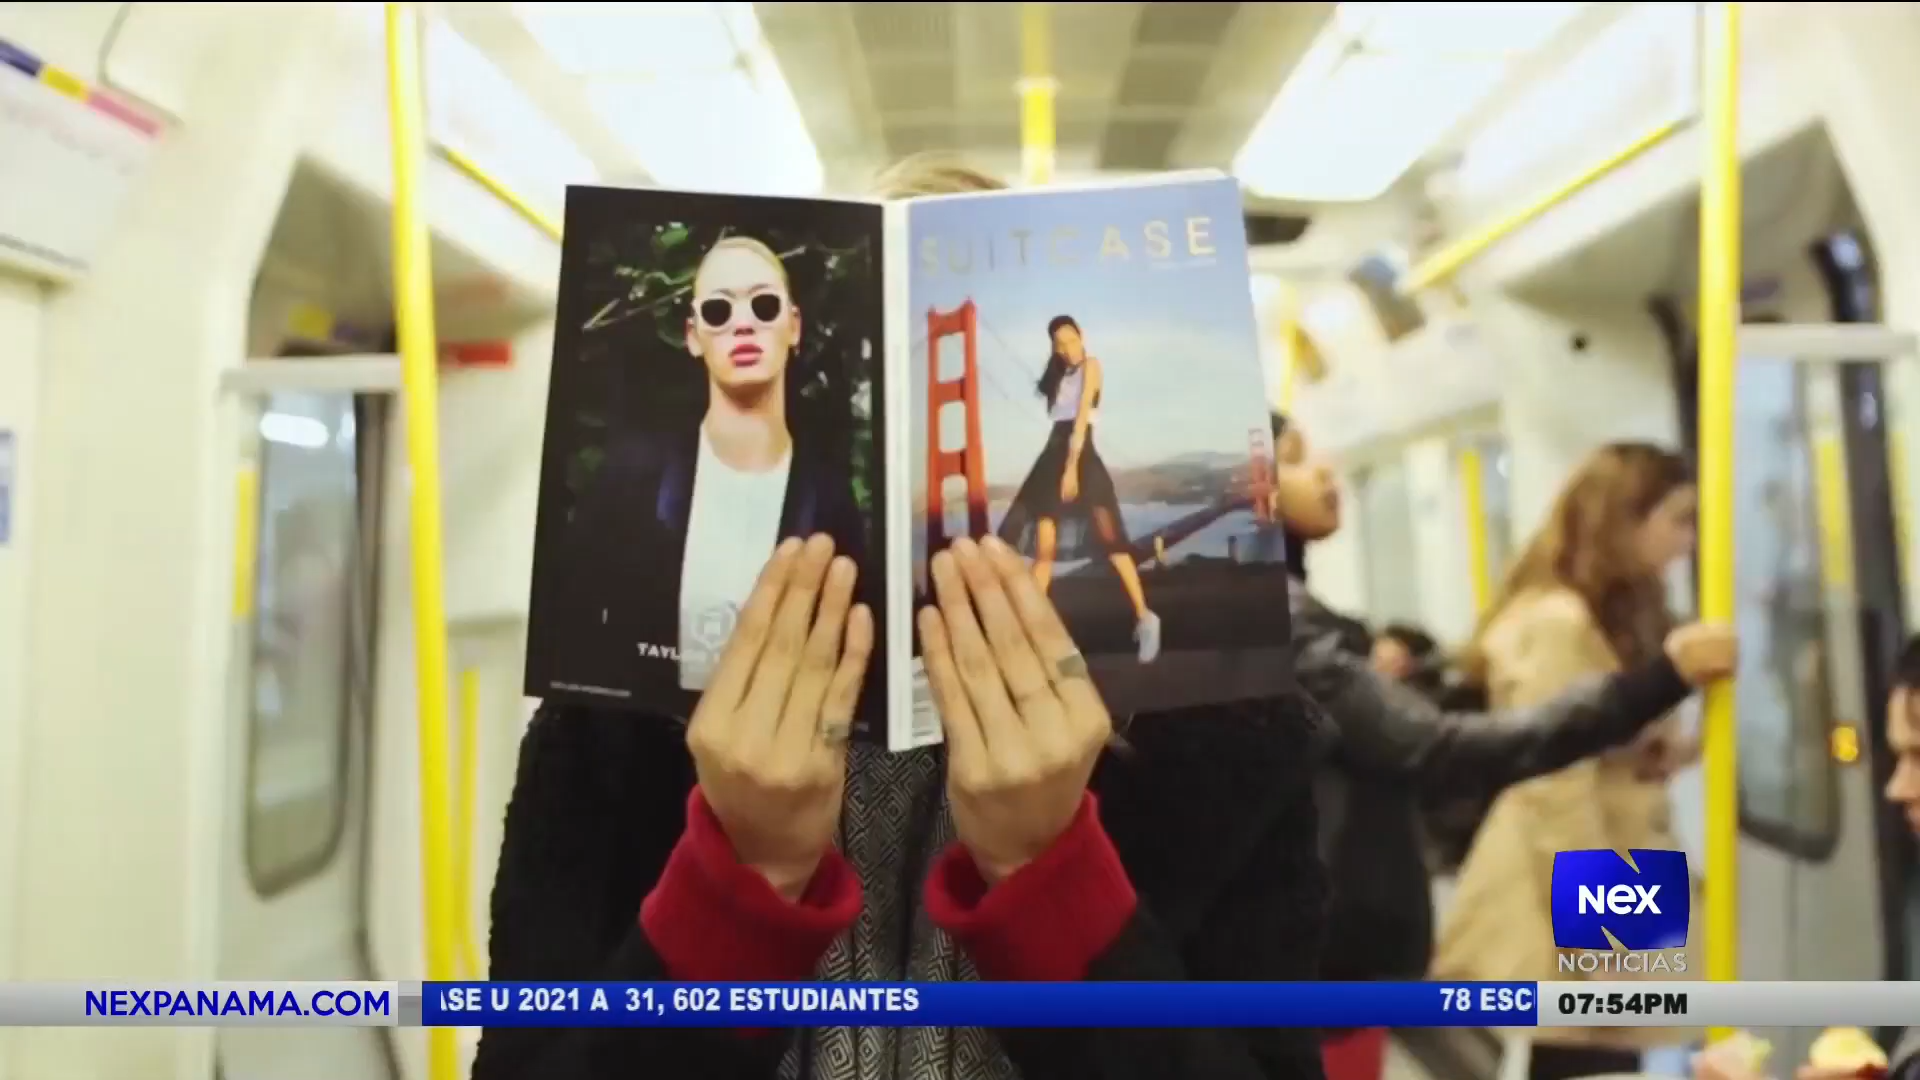 SUITCASE
NEX
NOTICIAS
NEXPANAMA.COM
ASE U 2021 A 31, 602 ESTUDIANTES
78 ESC
07:54PM